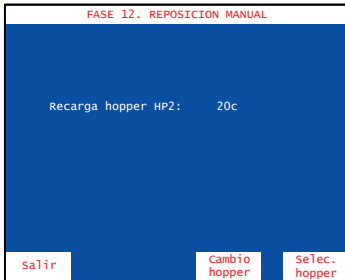 FASE 12. REPOSICION MANUAL
Recarga hopper HP2: 20c
Salir
Cambio
hopper
Selec.
hopper